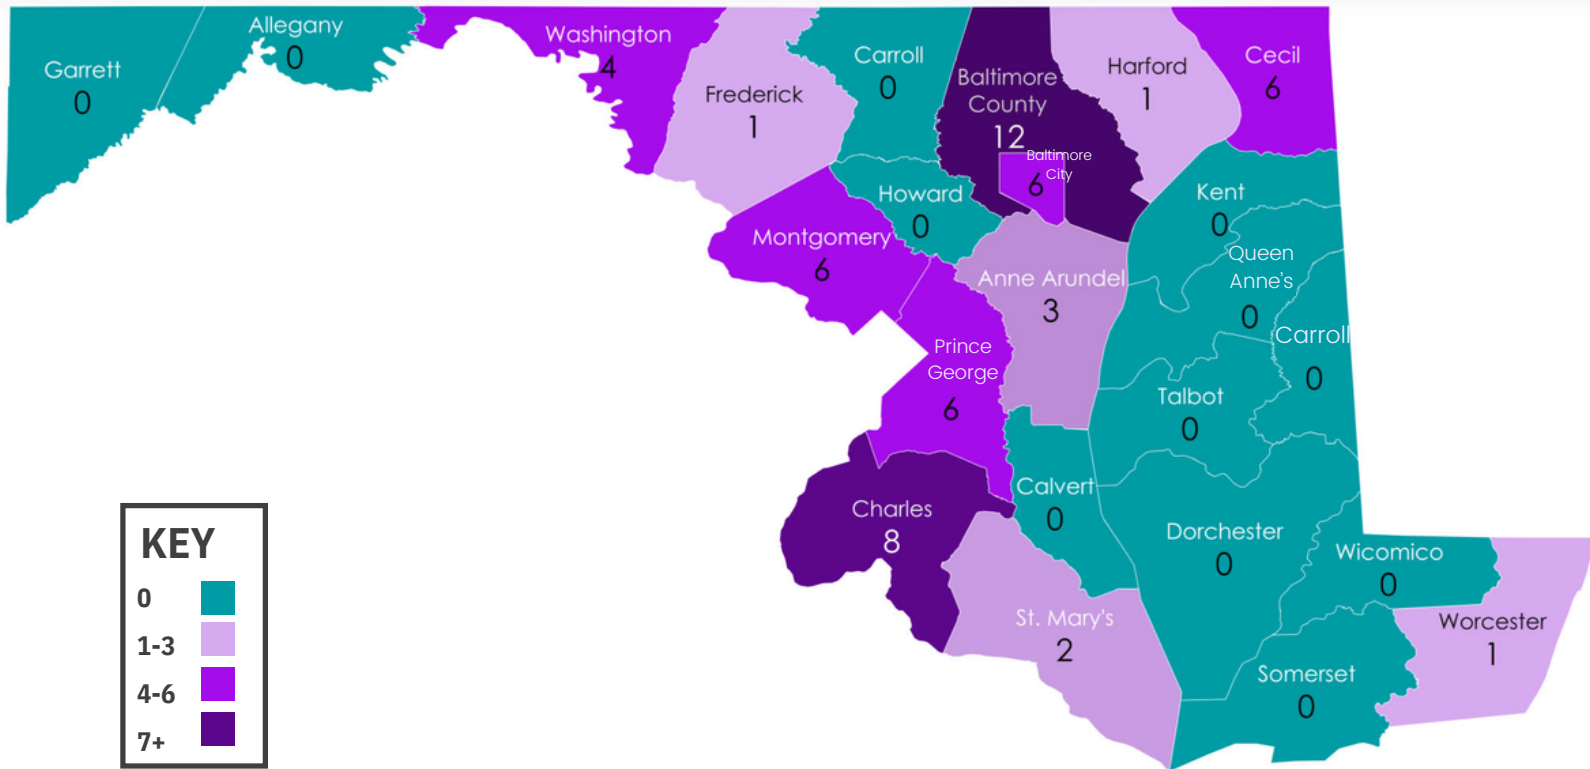 Garrett
0
Allegany
0
Washington
4
Frederick
1
Carroll
0
Baltimore
County
12
Baltimore
City
6
Harford
1
Cecil
6
Howard
0
Montgomery
6
Anne Arundel
3
Prince
George
6
Kent
0
Queen
Anne's
0
Carroll
0
Talbot
0
Calvert
0
Charles
8
St. Mary's
2
Dorchester
0
Wicomico
0
Worcester
1
Somerset
0
KEY
0
1-3
4-6
7+